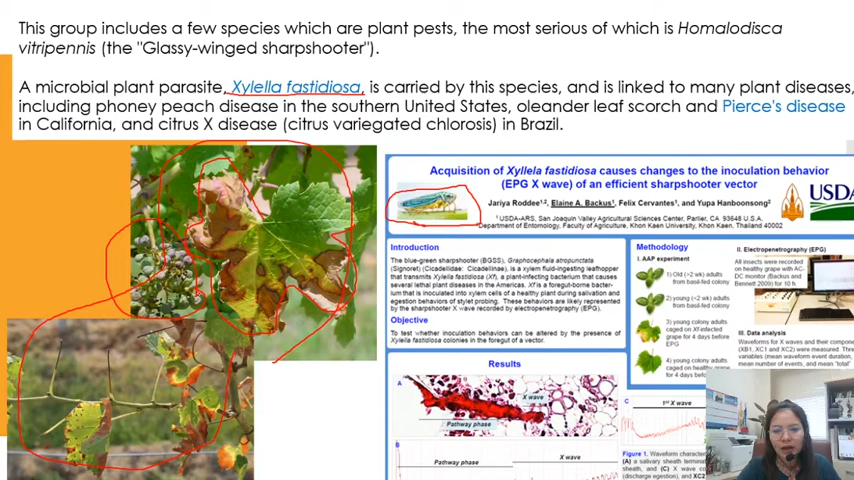 This group includes a few species which are plant pests, the most serious of which is Homalodisca
vitripennis (the "Glassy-winged sharpshooter").
A microbial plant parasite, Xylella fastidiosa, is carried by this species, and is linked to many plant diseases,
including phoney peach disease in the southern United States, oleander leaf scorch and Pierce's disease
in California, and citrus X disease (citrus variegated chlorosis) in Brazil.
Acquisition of Xyllela fastidiosa causes changes to the inoculation behavior
(EPG X wave) of an efficient sharpshooter vector
Jariya Roddee1,2, Elaine A. Backus1, Felix Cervantes1, and Yupa Hanboonsong2
1 USDA-ARS, San Joaquin Valley Agricultural Sciences Center, Parlier, CA 93648 U.S.A.
Department of Entomology, Faculty of Agriculture, Khon Kaen University, Khon Kaen, Thailand 40002
USDA
Introduction
The blue-green sharpshooter (BGSS), Graphocephala atropunctata
(Signoret) (Cicadellidae: Cicadellinae), is a xylem fluid-ingesting leafhopper
that transmits Xylella fastidiosa (Xf), a plant-infecting bacterium that causes
several lethal plant diseases in the Americas. Xf is a foregut-borne bacter-
ium that is inoculated into xylem cells of a healthy plant during salivation and
egestion behaviors of stylet probing. These behaviors are likely represented
by the sharpshooter X wave recorded by electropenetrography (EPG).
Objective
To test whether inoculation behaviors can be altered by the presence of
Xylella fastidiosa colonies in the foregut of a vector.
Results
A
X wave
Pathway phase
B
Pathway phase
X wave
Methodology
I. AAP experiment
1) Old (>2 wk) adults
from basil-fed colony
2) young (<2 wk) adults
from basil-fed colony
3) young colony adults
caged on Xf-infected
grape for 4 days before
EPG
4) young colony adults
caged on healthy grape
for 4 days before
II. Electropenetography (EPG)
All insects were recorded
on healthy grape with AC-
DC monitor (Backus and
Bennett 2009) for 10 h.
III. Data analysis
Waveforms for X waves and their compone
(XB1, XC1 and XC2) were measured. Thre
variables (mean waveform event duration,
mean number of events, and mean "total
C
1st X wave
Figure 1. Waveform character
(A) a salivary sheath terminat
sheath, and (C) X wave co
(discharge egestion), and XC2